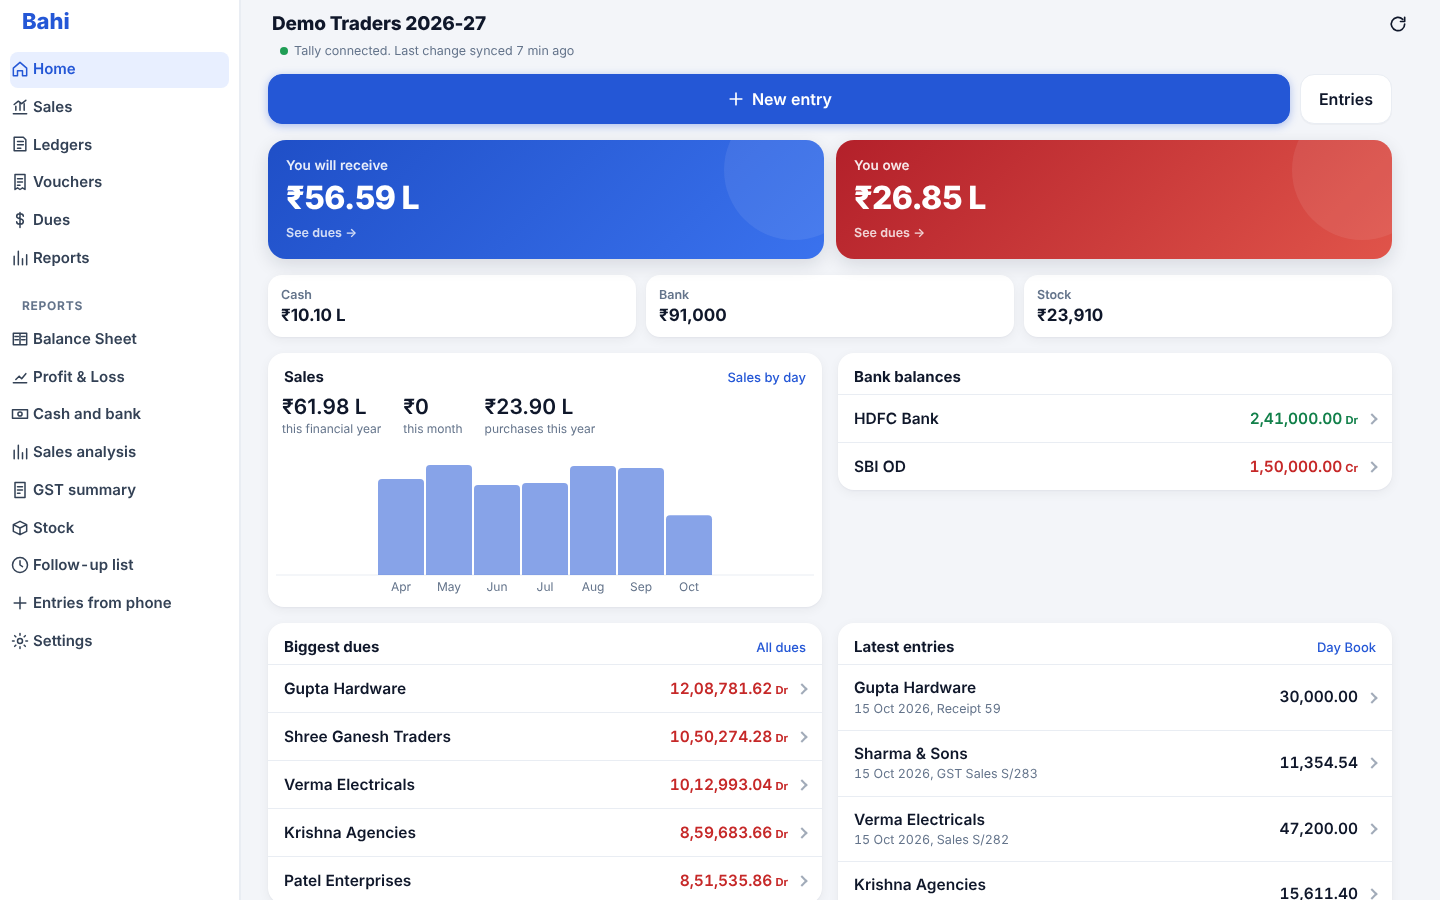 Bahi
Home
Sales
Ledgers
Vouchers
Dues
Reports
REPORTS
Balance Sheet
Profit & Loss
Cash and bank
Sales analysis
GST summary
Stock
Follow-up list
Entries from phone
Settings
Demo Traders 2026-27
Tally connected. Last change synced 7 min ago
+ New entry
Entries
You will receive
₹56.59 L
See dues →
You owe
₹26.85 L
See dues →
Cash
₹10.10 L
Bank
₹91,000
Stock
₹23,910
Sales
Sales by day
₹61.98 L
this financial year
₹0
this month
₹23.90 L
purchases this year
Apr May Jun Jul Aug Sep Oct
Bank balances
HDFC Bank 2,41,000.00 Dr
SBI OD 1,50,000.00 Cr
Biggest dues
All dues
Gupta Hardware 12,08,781.62 Dr
Shree Ganesh Traders 10,50,274.28 Dr
Verma Electricals 10,12,993.04 Dr
Krishna Agencies 8,59,683.66 Dr
Patel Enterprises 8,51,535.86 Dr
Latest entries
Day Book
Gupta Hardware
15 Oct 2026, Receipt 59
30,000.00
Sharma & Sons
15 Oct 2026, GST Sales S/283
11,354.54
Verma Electricals
15 Oct 2026, Sales S/282
47,200.00
Krishna Agencies
15,611.40